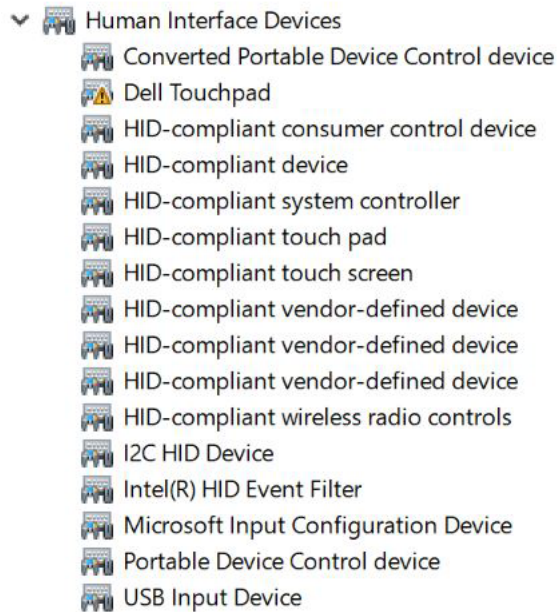 Human Interface Devices
Converted Portable Device Control device
Dell Touchpad
HID-compliant consumer control device
HID-compliant device
HID-compliant system controller
HID-compliant touch pad
HID-compliant touch screen
HID-compliant vendor-defined device
HID-compliant vendor-defined device
HID-compliant vendor-defined device
HID-compliant wireless radio controls
I2C HID Device
Intel(R) HID Event Filter
Microsoft Input Configuration Device
Portable Device Control device
USB Input Device